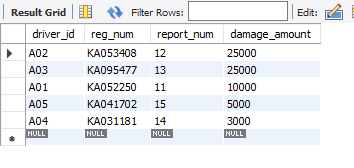 Result Grid Filter Rows: Edit:
driver_id reg_num report_num damage_amount
A02 KA053408 12 25000
A03 KA095477 13 25000
A01 KA052250 11 10000
A05 KA041702 15 5000
A04 KA031181 14 3000
NULL NULL NULL NULL